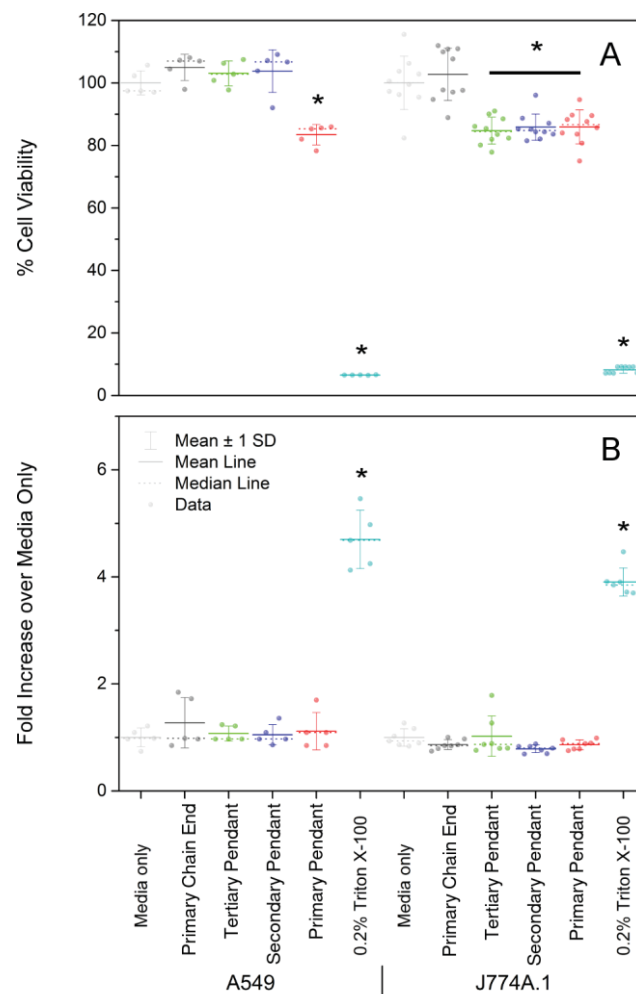 % Cell Viability
120
100
80
60
40
20
0
A
*
*
*
*
Fold Increase over Media Only
6
4
2
0
B
Mean ± 1 SD
Mean Line
Median Line
Data
*
*
Media only
Primary Chain End
Tertiary Pendant
Secondary Pendant
Primary Pendant
0.2% Triton X-100
Media only
Primary Chain End
Tertiary Pendant
Secondary Pendant
Primary Pendant
0.2% Triton X-100
A549
J774A.1